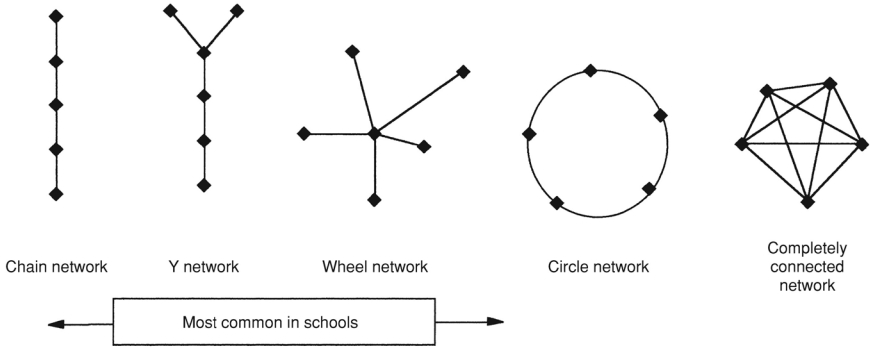 Chain network
Y network
Wheel network
Circle network
Completely
connected
network
Most common in schools